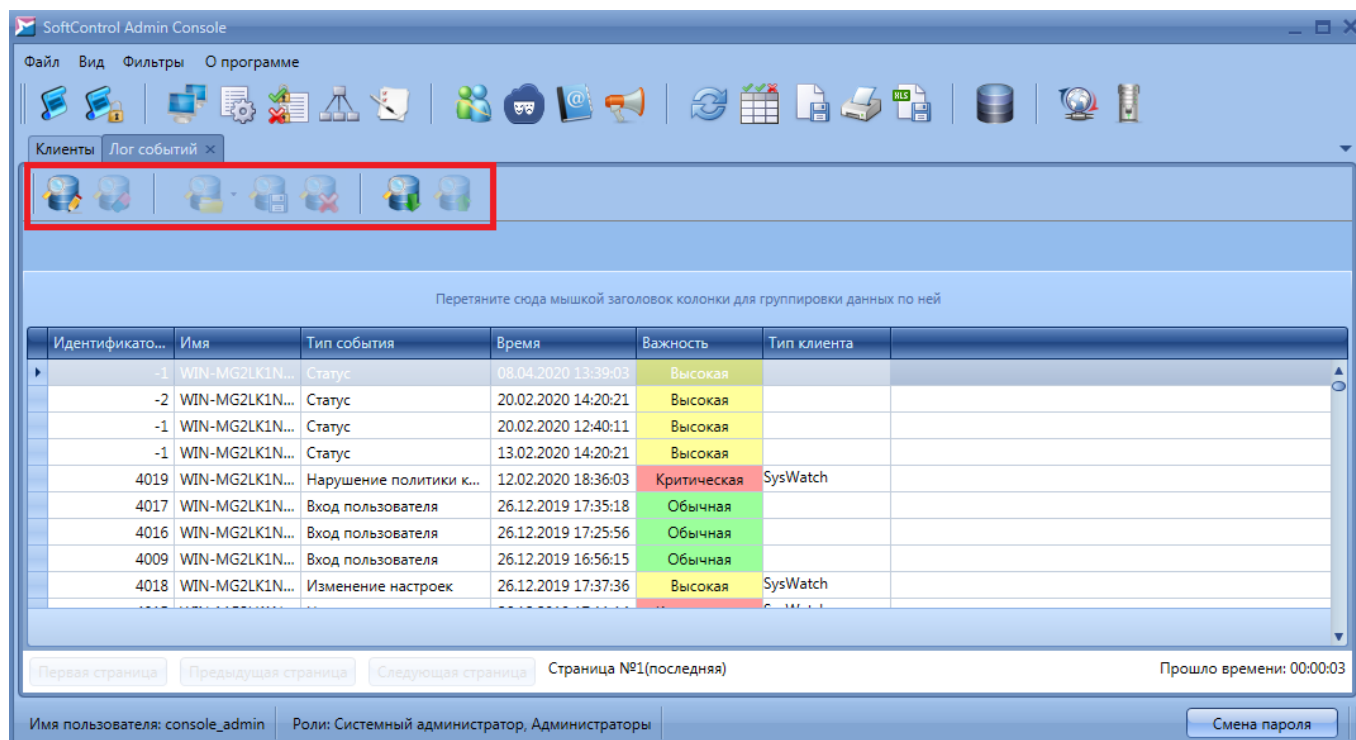 SoftControl Admin Console
Файл Вид Фильтры О программе
XLS
Клиенты Лог событий
Перетяните сюда мышкой заголовок колонки для группировки данных по ней
Идентификато... Имя Тип события Время Важность Тип клиента
-1 WIN-MG2LK1N... Статус 08.04.2020 13:39:03 Высокая
-2 WIN-MG2LK1N... Статус 20.02.2020 14:20:21 Высокая
-1 WIN-MG2LK1N... Статус 20.02.2020 12:40:11 Высокая
-1 WIN-MG2LK1N... Статус 13.02.2020 14:20:21 Высокая
4019 WIN-MG2LK1N... Нарушение политики к... 12.02.2020 18:36:03 Критическая SysWatch
4017 WIN-MG2LK1N... Вход пользователя 26.12.2019 17:35:18 Обычная
4016 WIN-MG2LK1N... Вход пользователя 26.12.2019 17:25:56 Обычная
4009 WIN-MG2LK1N... Вход пользователя 26.12.2019 16:56:15 Обычная
4018 WIN-MG2LK1N... Изменение настроек 26.12.2019 17:37:36 Высокая SysWatch
Первая страница Предыдущая страница Следующая страница Страница №1(последняя) Прошло времени: 00:00:03
Имя пользователя: console_admin Роли: Системный администратор, Администраторы Смена пароля